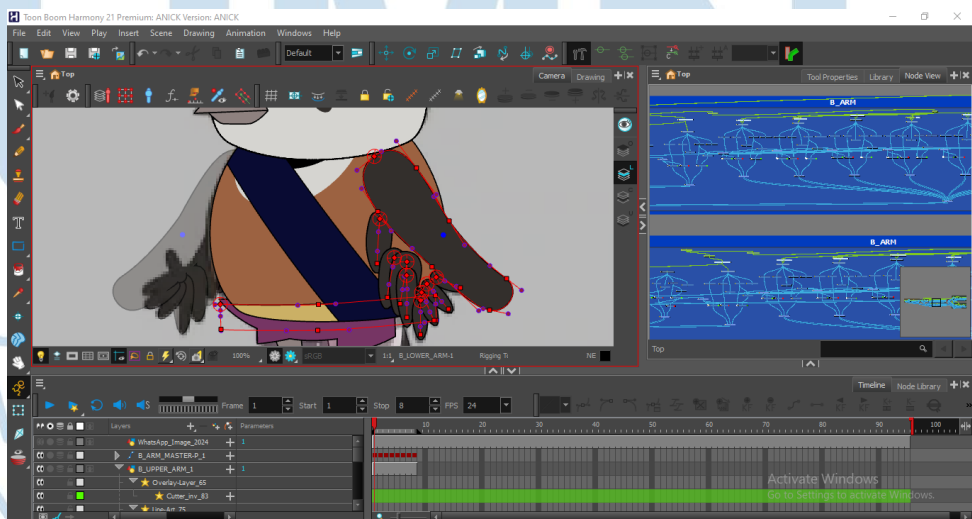 Toon Boom Harmony 21 Premium: ANICK Version: ANICK
File Edit View Play Insert Scene Drawing Animation Windows Help
Default
Top
Camera Drawing
Top
Tool Properties Library Node View
B_ARM
B_ARM
Top
100% sRGB 1:1 B_LOWER_ARM-1 Rigging Ti NE
Timeline Node Library
Frame 1 Start 1 Stop 8 FPS 24
Layers Parameters
10 20 30 40 50 60 70 80 90 100
WhatsApp_Image_2024 1
B_ARM_MASTER-P_1
B_UPPER_ARM_1 1
Overlay-Layer_65
Cutter_inv_83
Line-Art_75
Activate Windows
Go to Settings to activate Windows.